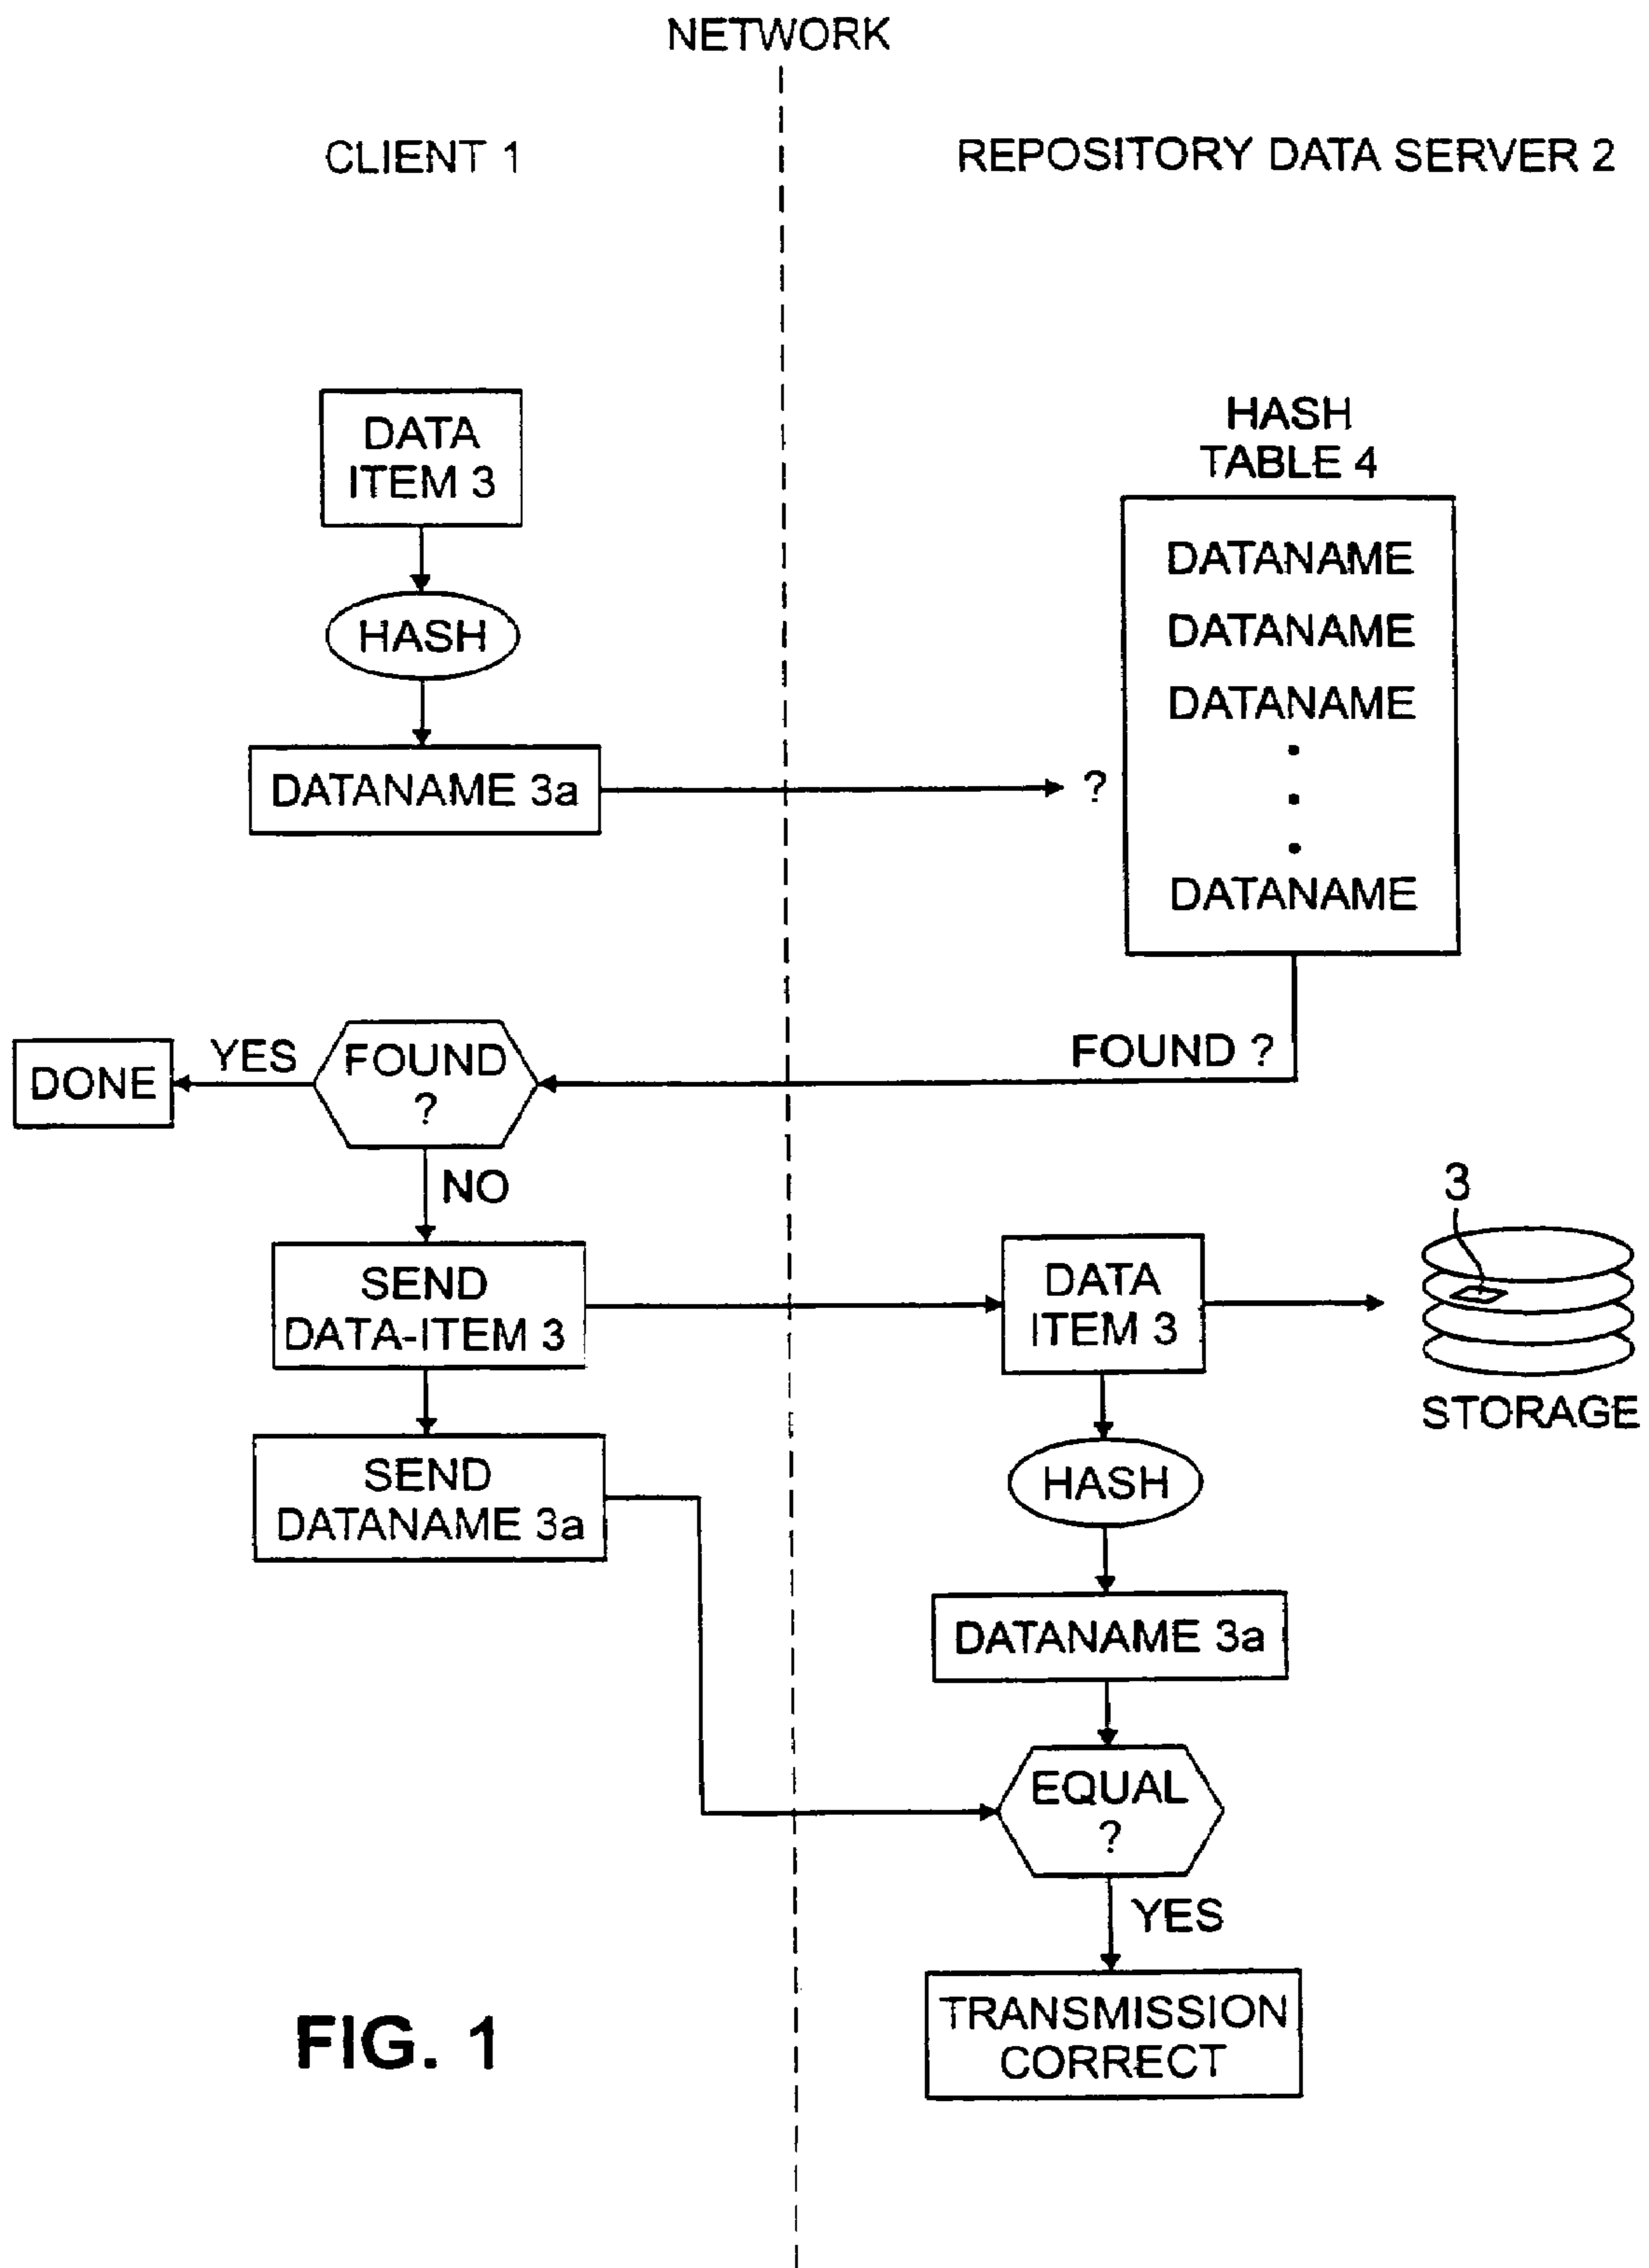 NETWORK
CLIENT 1
REPOSITORY DATA SERVER 2
DATA
ITEM 3
HASH
DATANAME 3a
?
HASH
TABLE 4
DATANAME
DATANAME
DATANAME
DATANAME
FOUND ?
FOUND
?
YES
DONE
NO
SEND
DATA-ITEM 3
SEND
DATANAME 3a
DATA
ITEM 3
3
STORAGE
HASH
DATANAME 3a
EQUAL
?
YES
TRANSMISSION
CORRECT
FIG. 1